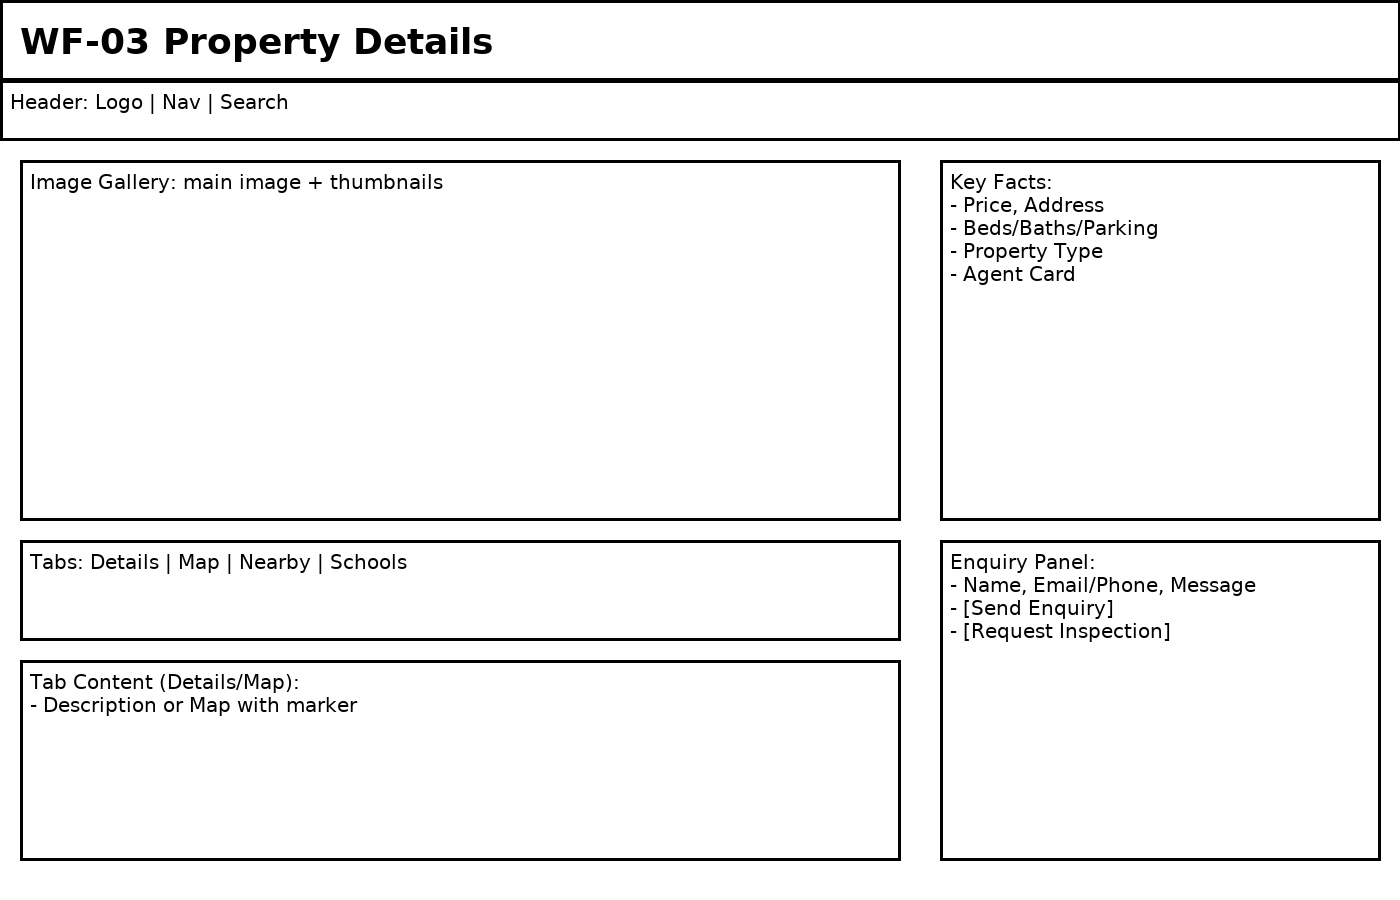 WF-03 Property Details
Header: Logo | Nav | Search
Image Gallery: main image + thumbnails
Key Facts:
- Price, Address
- Beds/Baths/Parking
- Property Type
- Agent Card
Tabs: Details | Map | Nearby | Schools
Enquiry Panel:
- Name, Email/Phone, Message
- [Send Enquiry]
- [Request Inspection]
Tab Content (Details/Map):
- Description or Map with marker